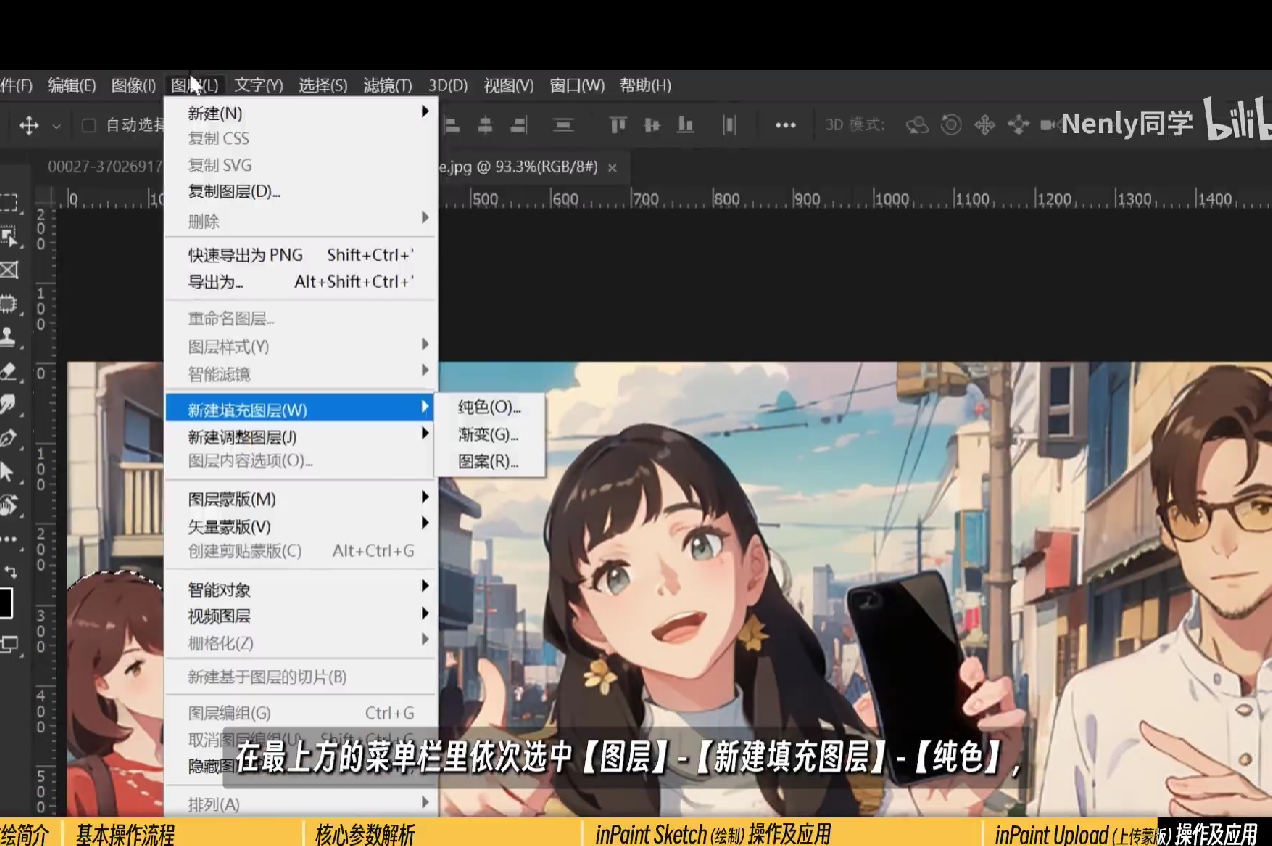 件(F) 编辑(E) 图像(I) 图层(L) 文字(Y) 选择(S) 滤镜(T) 3D(D) 视图(V) 窗口(W) 帮助(H)
自动选择 3D 模式:
Nenly同学 bilib
00027-37026917 e.jpg @ 93.3%(RGB/8#) ×
0 10 500 600 700 800 900 1000 1100 1200 1300 1400
200
100
0
100
200
300
400
500
新建(N)
复制 CSS
复制 SVG
复制图层(D)...
删除
快速导出为 PNG Shift+Ctrl+'
导出为... Alt+Shift+Ctrl+'
重命名图层...
图层样式(Y)
智能滤镜
新建填充图层(W)
新建调整图层(J)
图层内容选项(O)...
图层蒙版(M)
矢量蒙版(V)
创建剪贴蒙版(C) Alt+Ctrl+G
智能对象
视频图层
栅格化(Z)
新建基于图层的切片(B)
图层编组(G) Ctrl+G
取消图层编组(U) Shift+Ctrl+G
隐藏图
排列(A)
纯色(O)...
渐变(G)...
图案(R)...
在最上方的菜单栏里依次选中【图层】-【新建填充图层】-【纯色】,
绘简介 基本操作流程 核心参数解析 inPaint Sketch (绘制) 操作及应用 inPaint Upload (上传蒙版) 操作及应用